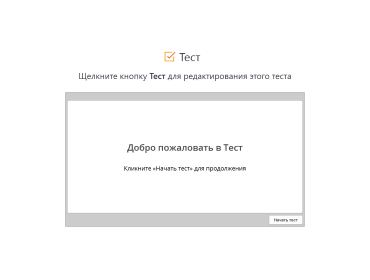 Тест
Щелкните кнопку Тест для редактирования этого теста
Добро пожаловать в Тест
Кликните «Начать тест» для продолжения
Начать тест